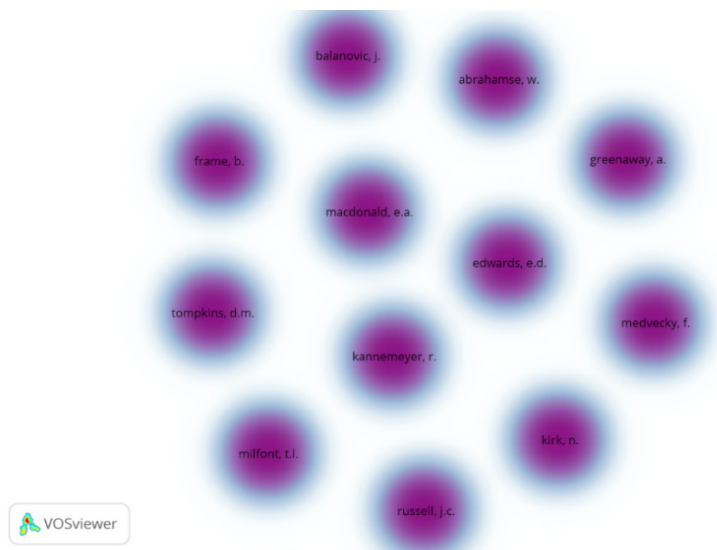 balanovic, j.
abrahamse, w.
frame, b.
greenaway, a.
macdonald, e.a.
edwards, e.d.
tompkins, d.m.
medvecky, f.
kannemeyer, r.
milfont, t.l.
kirk, n.
russell, j.c.
VOSviewer